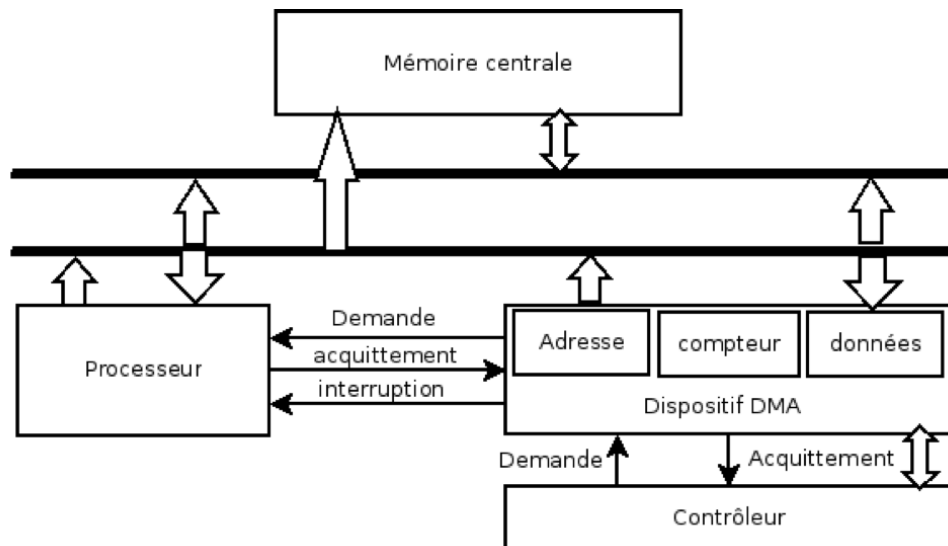 Mémoire centrale
Demande
Processeur
acquittement
interruption
Adresse
compteur
données
Dispositif DMA
Demande
Acquittement
Contrôleur